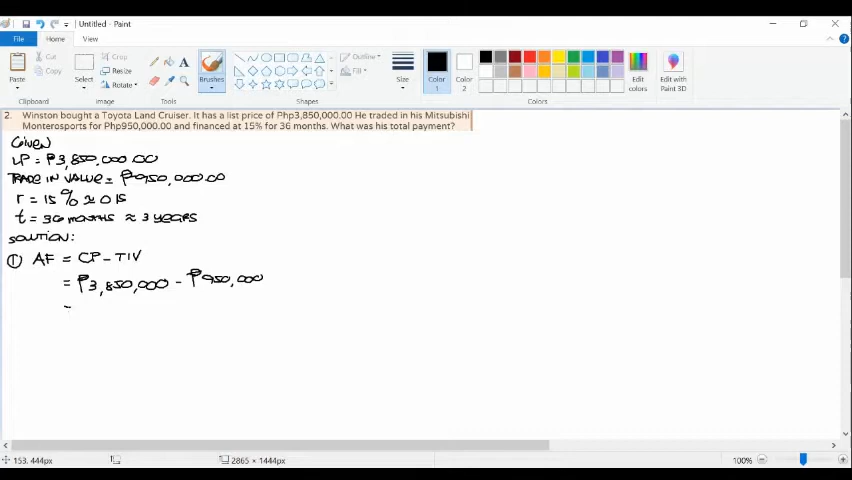 Untitled - Paint
File
Home
View
Paste
Cut
Copy
Clipboard
Select
Crop
Resize
Rotate
Image
Tools
Brushes
Shapes
Outline
Fill
Size
Color 1
Color 2
Edit colors
Edit with Paint 3D
Colors
2. Winston bought a Toyota Land Cruiser. It has a list price of Php3,850,000.00 He traded in his Mitsubishi
Monterosports for Php950,000.00 and financed at 15% for 36 months. What was his total payment?
GIVEN
LP = ₱3,850,000.00
TRADE IN VALUE = ₱950,000.00
r = 15% ≈ 0.15
t = 36 months ≈ 3 YEARS
SOLUTION:
① AF = CP - TIV
= ₱3,850,000 - ₱950,000
153, 444px
2865 × 1444px
100%